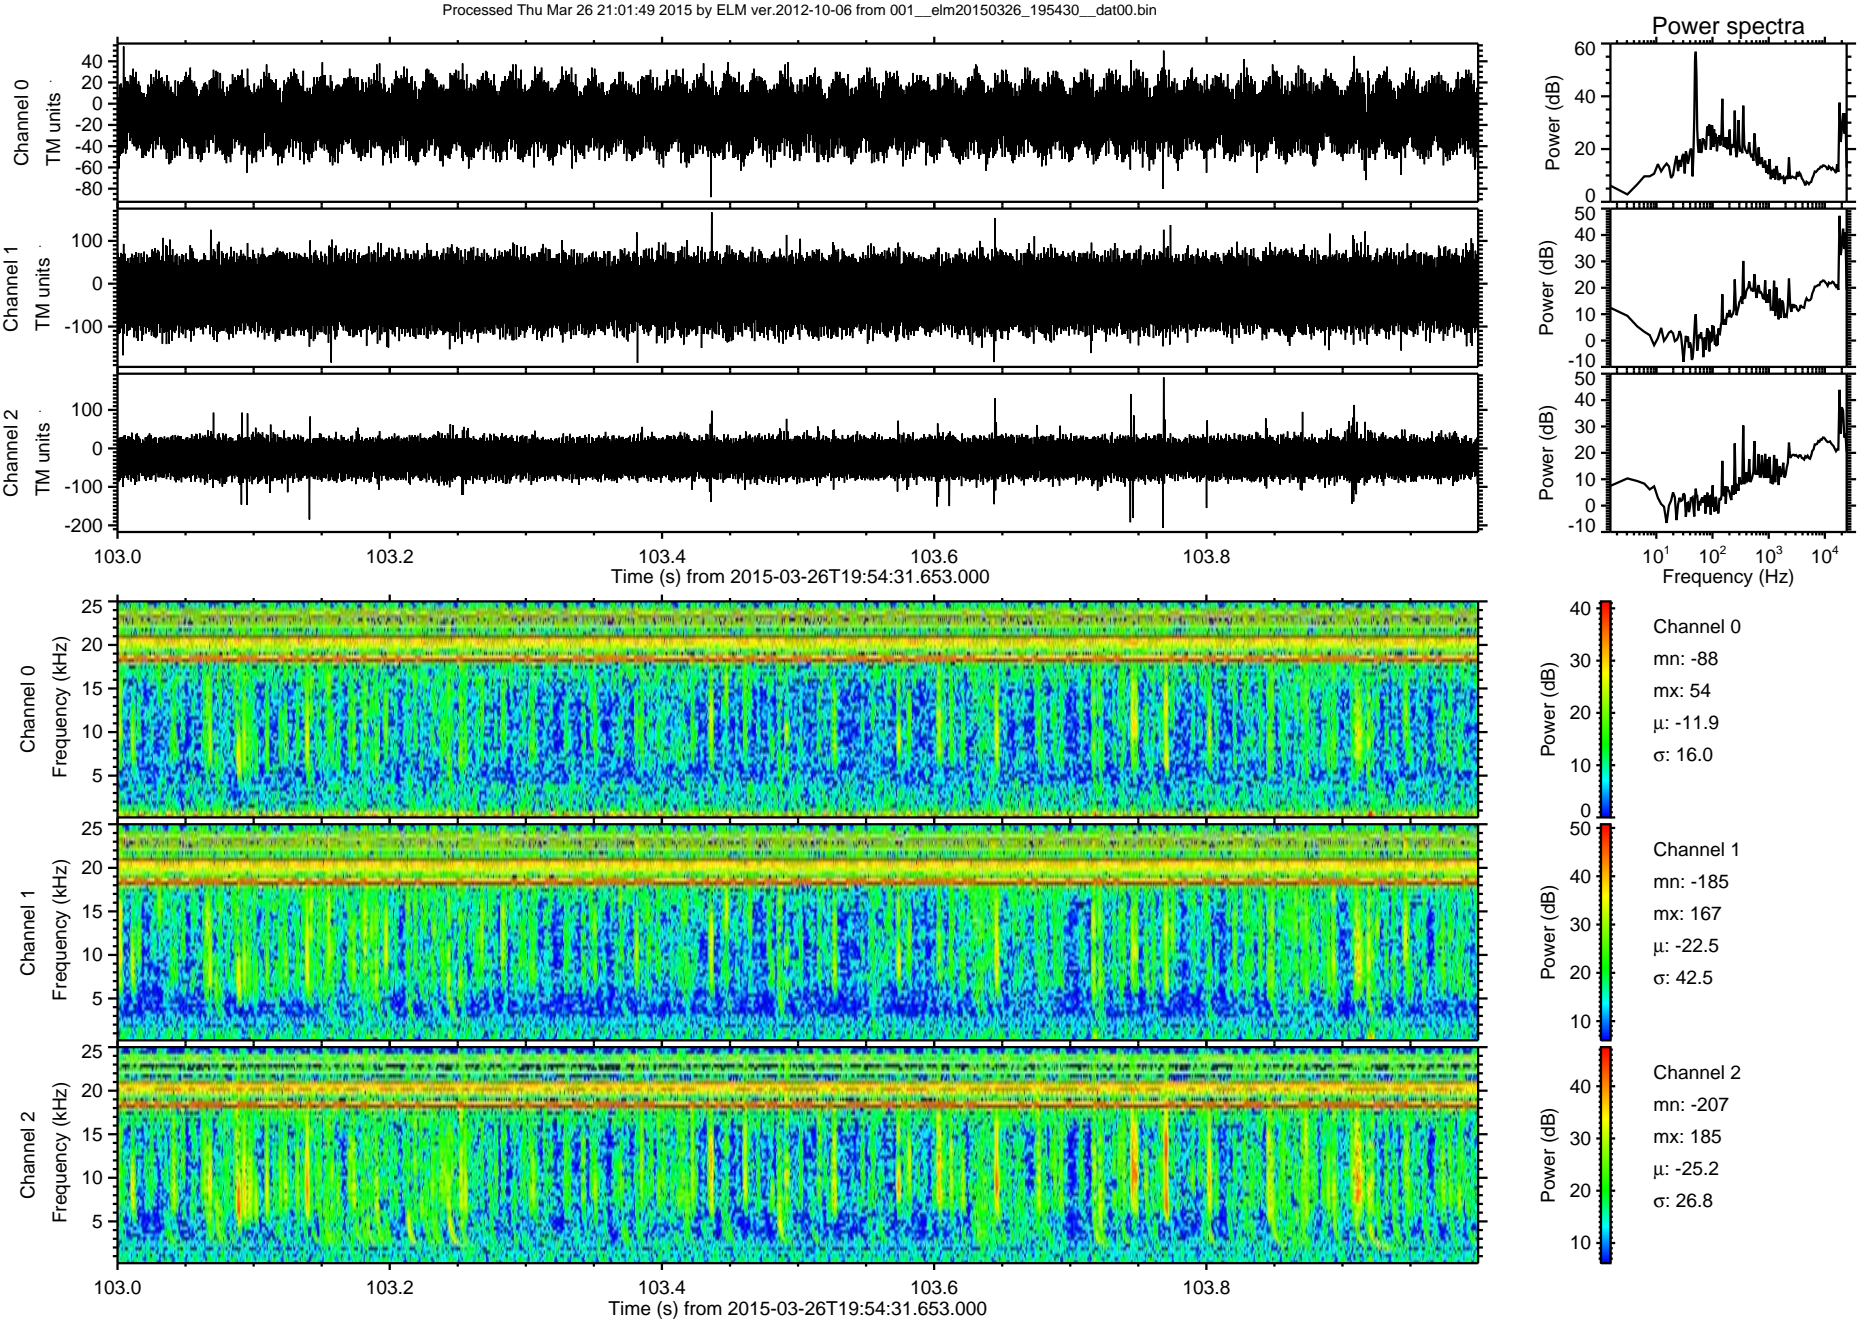 Processed Thu Mar 26 21:01:49 2015 by ELM ver.2012-10-06 from 001__elm20150326_195430__dat00.bin
Power spectra
Channel 0
TM units
40
20
0
-20
-40
-60
-80
Power (dB)
60
40
20
0
Channel 1
TM units
100
0
-100
Power (dB)
50
40
30
20
10
0
-10
Channel 2
TM units
100
0
-100
-200
Power (dB)
50
40
30
20
10
0
-10
103.0 103.2 103.4 103.6 103.8
Time (s) from 2015-03-26T19:54:31.653.000
10^1 10^2 10^3 10^4
Frequency (Hz)
Channel 0
Frequency (kHz)
25
20
15
10
5
Power (dB)
40
30
20
10
0
Channel 0
mn: -88
mx: 54
μ: -11.9
σ: 16.0
Channel 1
Frequency (kHz)
25
20
15
10
5
Power (dB)
50
40
30
20
10
Channel 1
mn: -185
mx: 167
μ: -22.5
σ: 42.5
Channel 2
Frequency (kHz)
25
20
15
10
5
Power (dB)
40
30
20
10
Channel 2
mn: -207
mx: 185
μ: -25.2
σ: 26.8
103.0 103.2 103.4 103.6 103.8
Time (s) from 2015-03-26T19:54:31.653.000